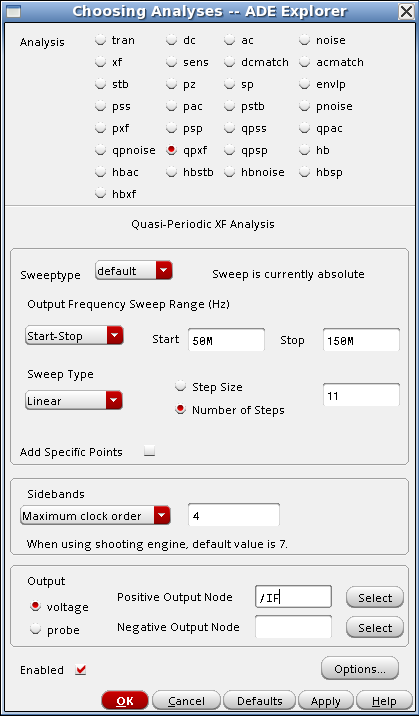 Choosing Analyses -- ADE Explorer
Analysis tran dc ac noise
xf sens dcmatch acmatch
stb pz sp envlp
pss pac pstb pnoise
pxf psp qpss qpac
qpnoise qpxf qpsp hb
hbac hbstb hbnoise hbsp
hbxf
Quasi-Periodic XF Analysis
Sweeptype default Sweep is currently absolute
Output Frequency Sweep Range (Hz)
Start-Stop Start 50M Stop 150M
Sweep Type Step Size
Linear Number of Steps 11
Add Specific Points
Sidebands
Maximum clock order 4
When using shooting engine, default value is 7.
Output
voltage Positive Output Node /IF Select
probe Negative Output Node Select
Enabled Options...
OK Cancel Defaults Apply Help